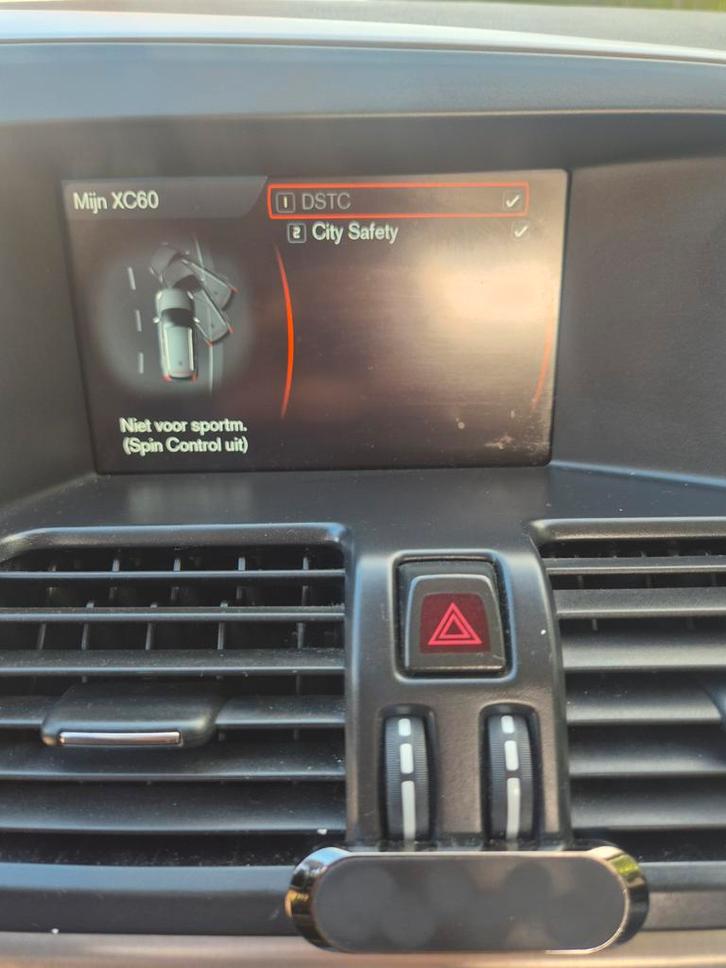 Mijn XC60
1 DSTC
2 City Safety
Niet voor sportm.
(Spin Control uit)